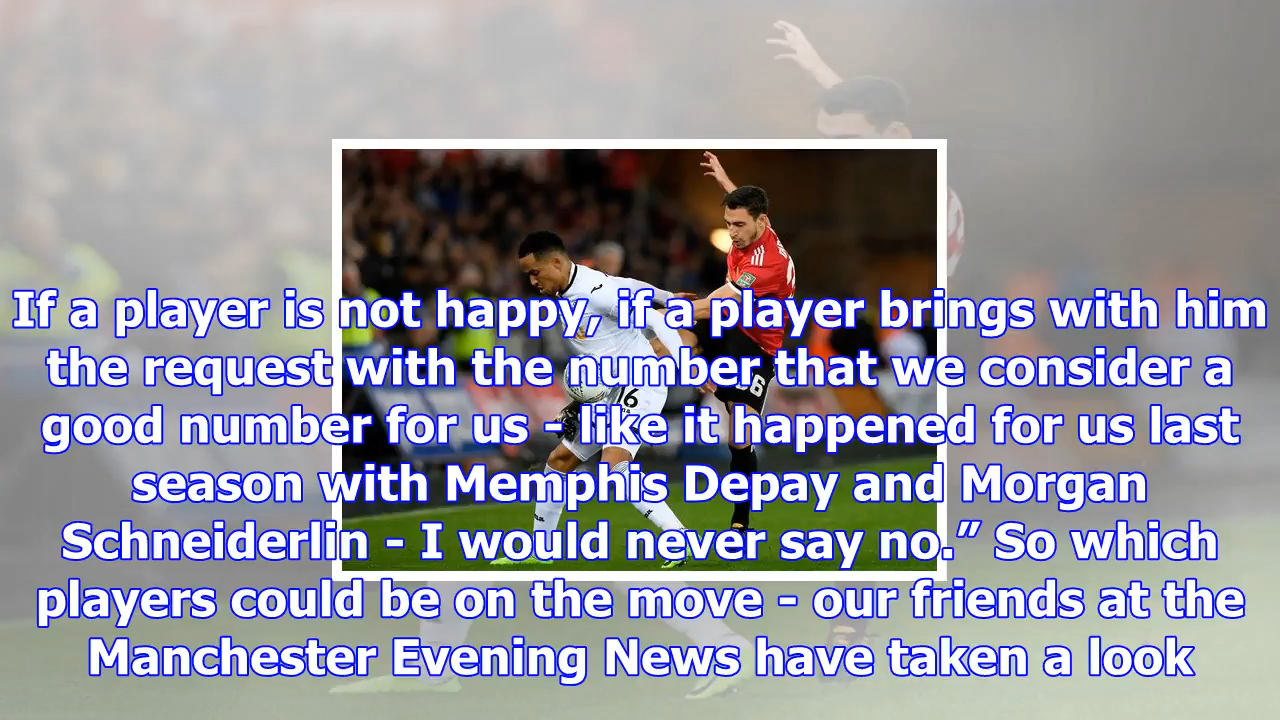 If a player is not happy, if a player brings with him
the request with the number that we consider a
good number for us - like it happened for us last
season with Memphis Depay and Morgan
Schneiderlin - I would never say no.” So which
players could be on the move - our friends at the
Manchester Evening News have taken a look
16
16